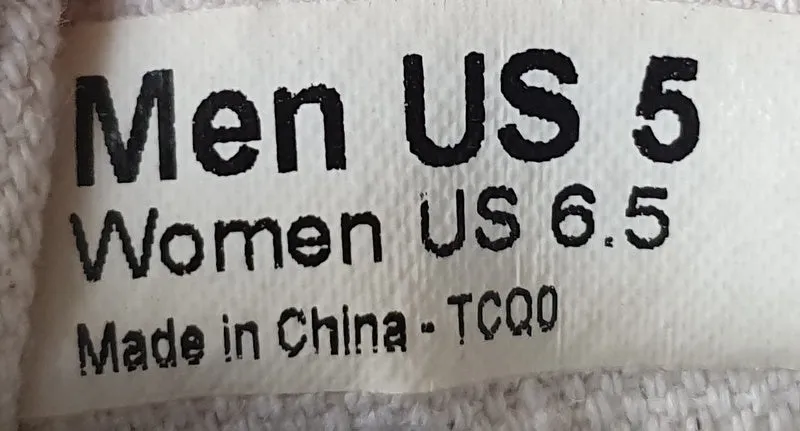 Men US 5
Women US 6.5
Made in China - TCQ0